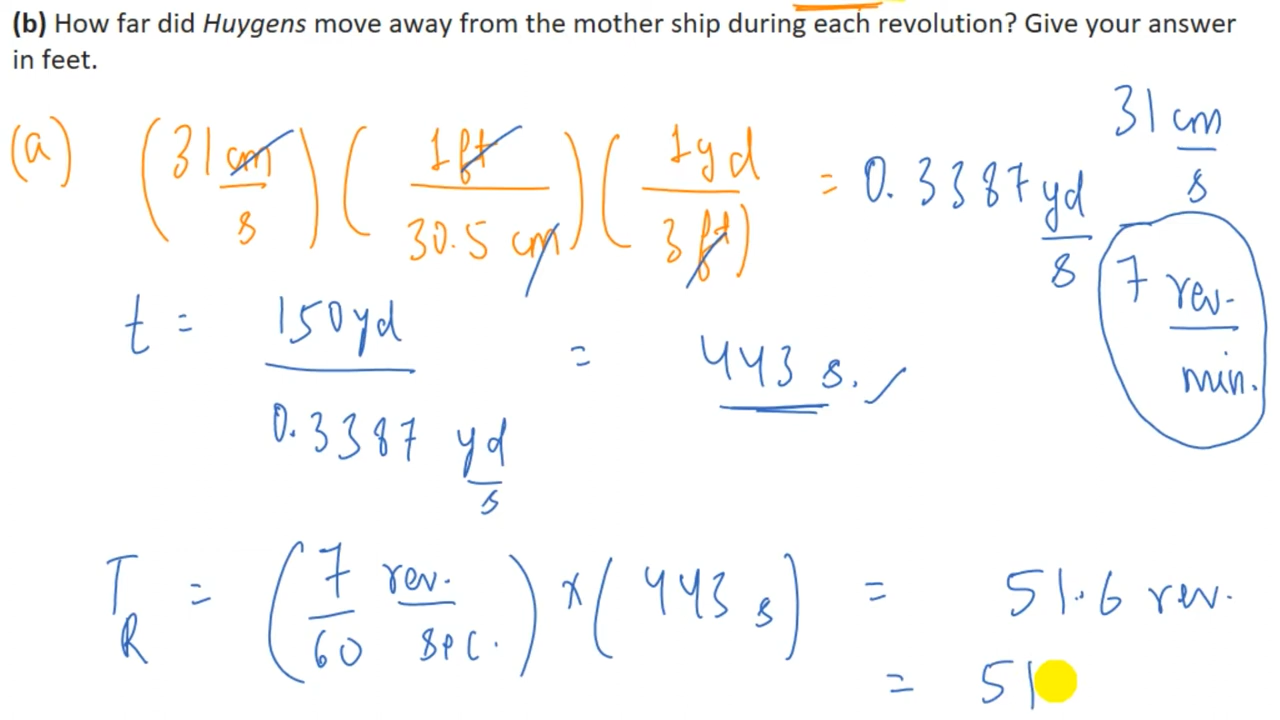 (b) How far did Huygens move away from the mother ship during each revolution? Give your answer
in feet.
(a) (31 cm/s) (1 ft/30.5 cm) (1 yd/3 ft) = 0.3387 yd/s
31 cm/s
7 rev./min.
t = 150 yd/0.3387 yd/s = 443 s.
T_R = (7 rev./60 sec.) × (443 s) = 51.6 rev.
= 51